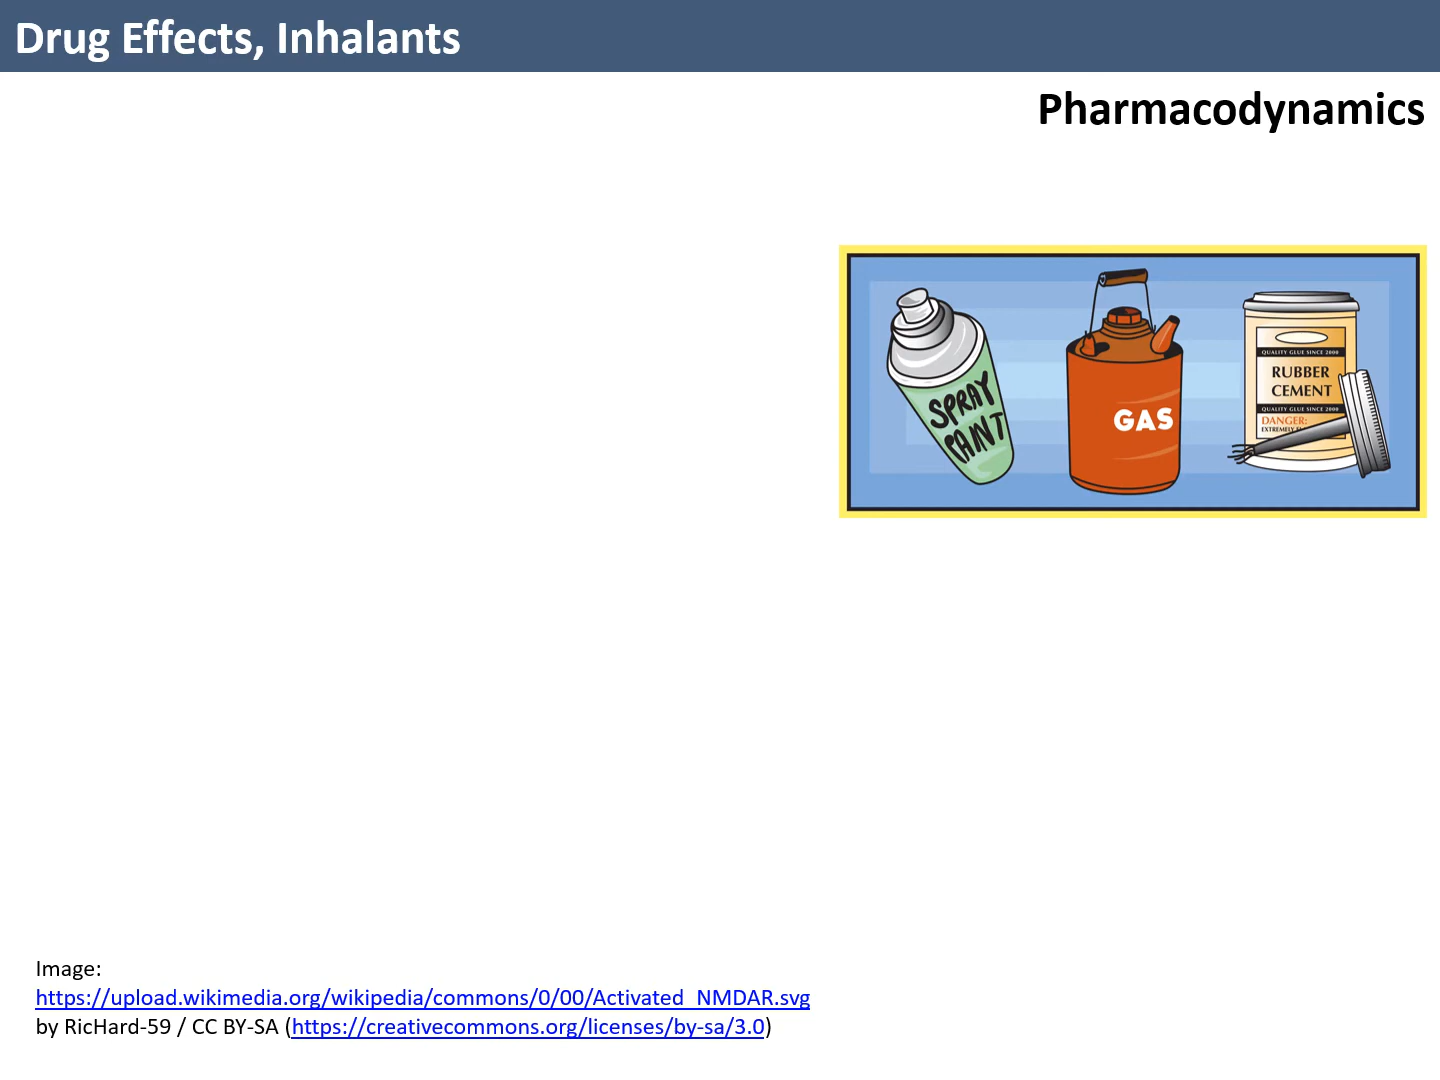 Drug Effects, Inhalants
Pharmacodynamics
SPRAY
PAINT
GAS
QUALITY GLUE SINCE 2000
RUBBER
CEMENT
QUALITY GLUE SINCE 2000
DANGER:
EXTREMELY
Image:
https://upload.wikimedia.org/wikipedia/commons/0/00/Activated_NMDAR.svg
by RicHard-59 / CC BY-SA (https://creativecommons.org/licenses/by-sa/3.0)